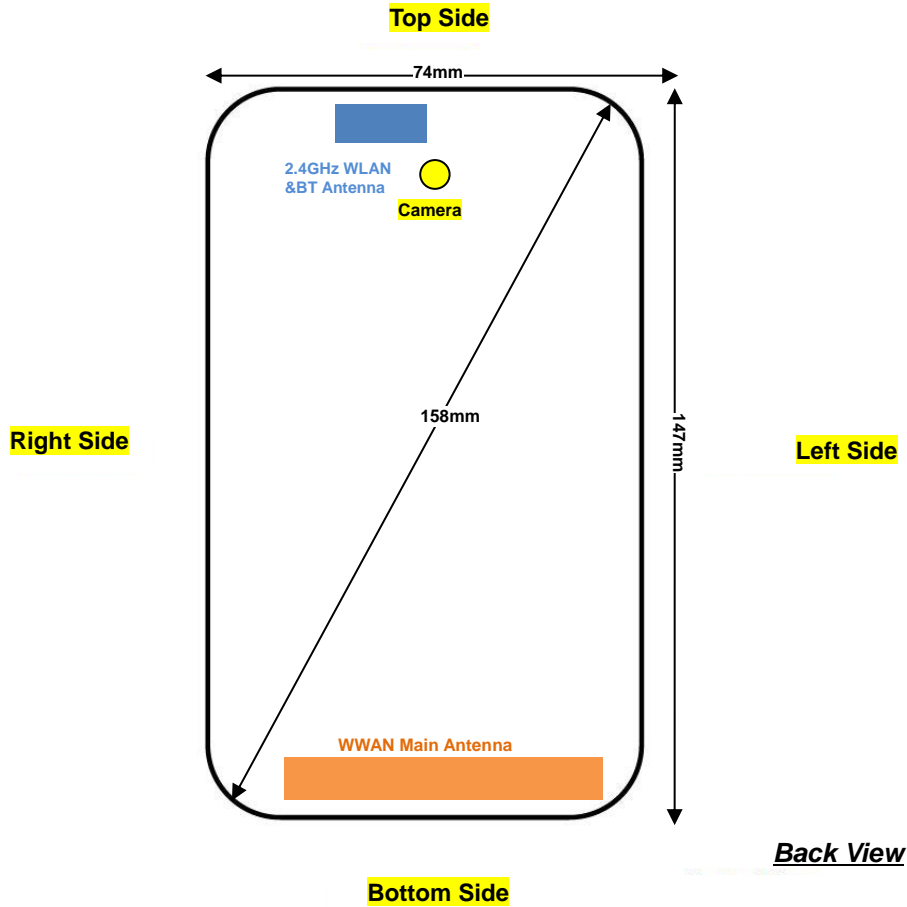 Top Side
74mm
2.4GHz WLAN
&BT Antenna
Camera
158mm
147mm
Right Side
Left Side
WWAN Main Antenna
Back View
Bottom Side